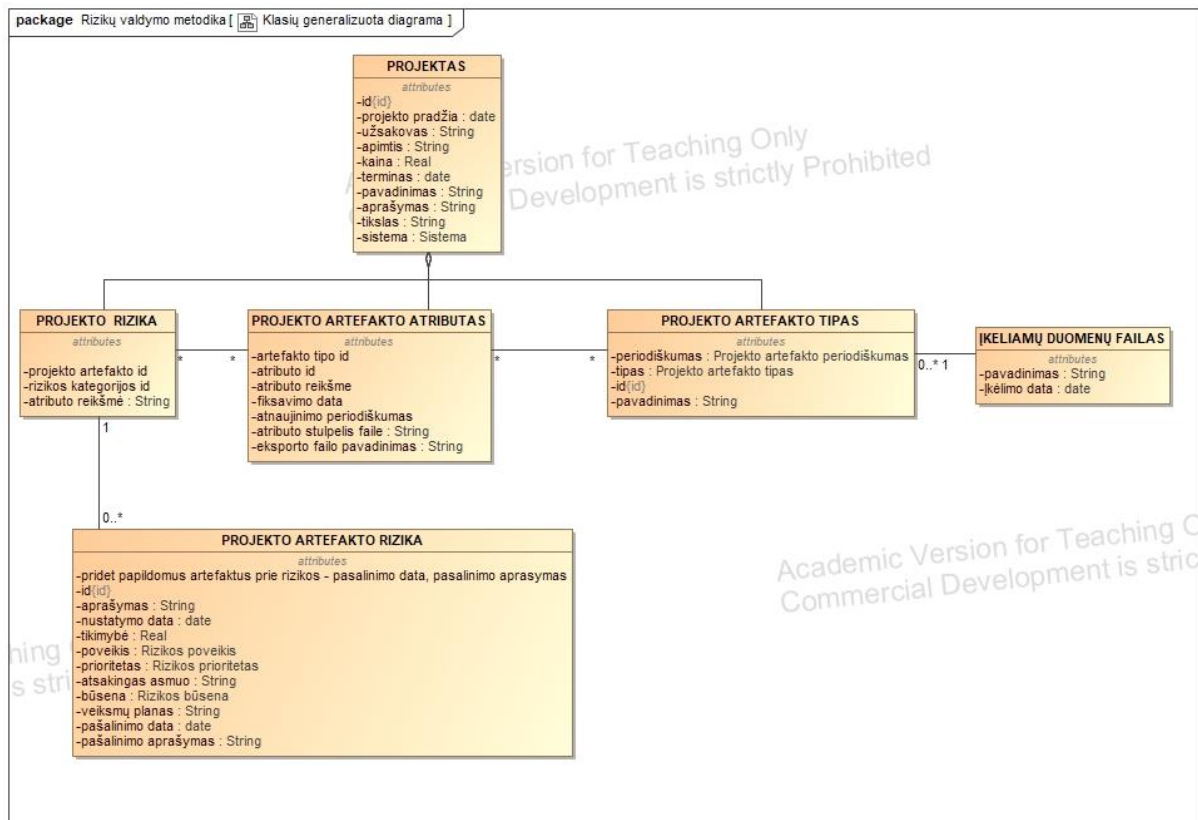 package Rizikų valdymo metodika [ Klasių generalizuota diagrama ]
PROJEKTAS
attributes
-id{id}
-projekto pradžia : date
-užsakovas : String
-apimtis : String
-kaina : Real
-terminas : date
-pavadinimas : String
-aprašymas : String
-tikslas : String
-sistema : Sistema
ersion for Teaching Only
Development is strictly Prohibited
PROJEKTO RIZIKA
attributes
-projekto artefakto id
-rizikos kategorijos id
-atributo reikšmė : String
*
*
PROJEKTO ARTEFAKTO ATRIBUTAS
attributes
-artefakto tipo id
-atributo id
-atributo reikšme
-fiksavimo data
-atnaujinimo periodiškumas
-atributo stulpelis faile : String
-eksporto failo pavadinimas : String
*
*
PROJEKTO ARTEFAKTO TIPAS
attributes
-periodiškumas : Projekto artefakto periodiškumas
-tipas : Projekto artefakto tipas
-id{id}
-pavadinimas : String
0..* 1
ĮKELIAMŲ DUOMENŲ FAILAS
attributes
-pavadinimas : String
-Įkėlimo data : date
1
0..*
PROJEKTO ARTEFAKTO RIZIKA
attributes
-pridet papildomus artefaktus prie rizikos - pasalinimo data, pasalinimo aprasymas
-id{id}
-aprašymas : String
-nustatymo data : date
-tikimybė : Real
-poveikis : Rizikos poveikis
-prioritetas : Rizikos prioritetas
-atsakingas asmuo : String
-būsena : Rizikos būsena
-veiksmų planas : String
-pašalinimo data : date
-pašalinimo aprašymas : String
Academic Version for Teaching O
Commercial Development is stric
hing
s stri